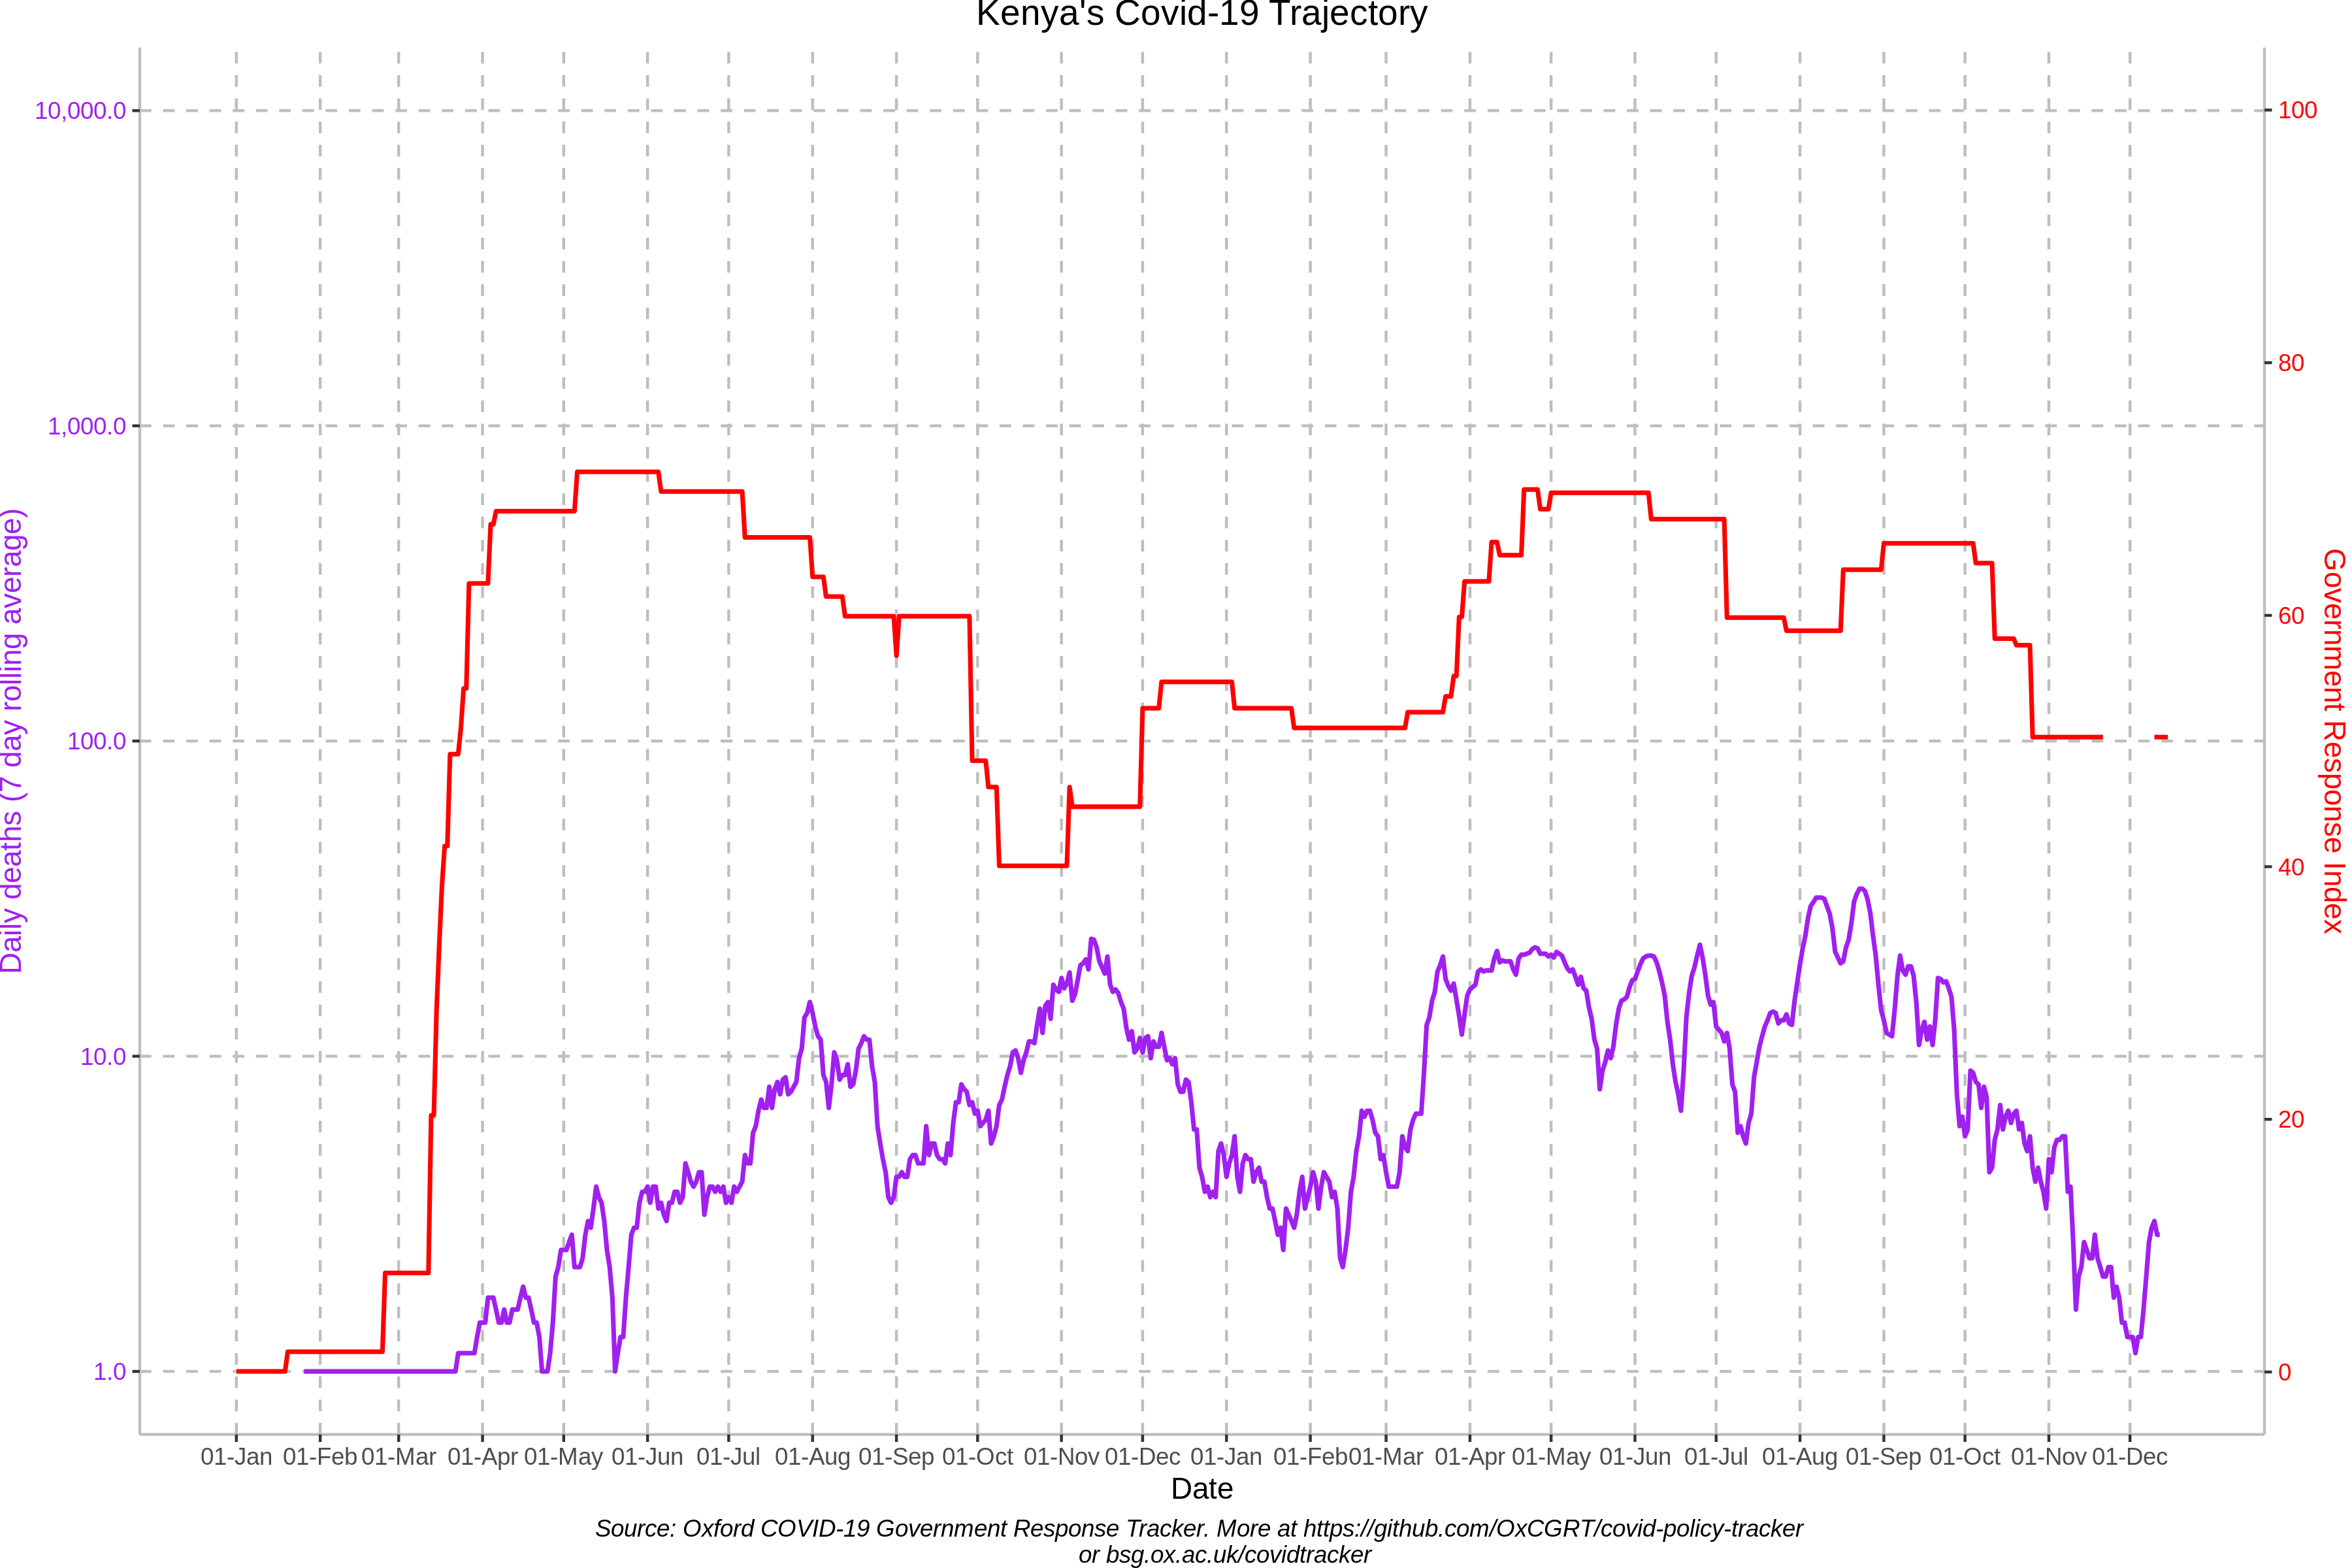 Kenya's Covid-19 Trajectory
10,000.0
1,000.0
100.0
10.0
1.0
Daily deaths (7 day rolling average)
100
80
60
40
20
0
Government Response Index
01-Jan 01-Feb 01-Mar 01-Apr 01-May 01-Jun 01-Jul 01-Aug 01-Sep 01-Oct 01-Nov 01-Dec 01-Jan 01-Feb 01-Mar 01-Apr 01-May 01-Jun 01-Jul 01-Aug 01-Sep 01-Oct 01-Nov 01-Dec
Date
Source: Oxford COVID-19 Government Response Tracker. More at https://github.com/OxCGRT/covid-policy-tracker
or bsg.ox.ac.uk/covidtracker